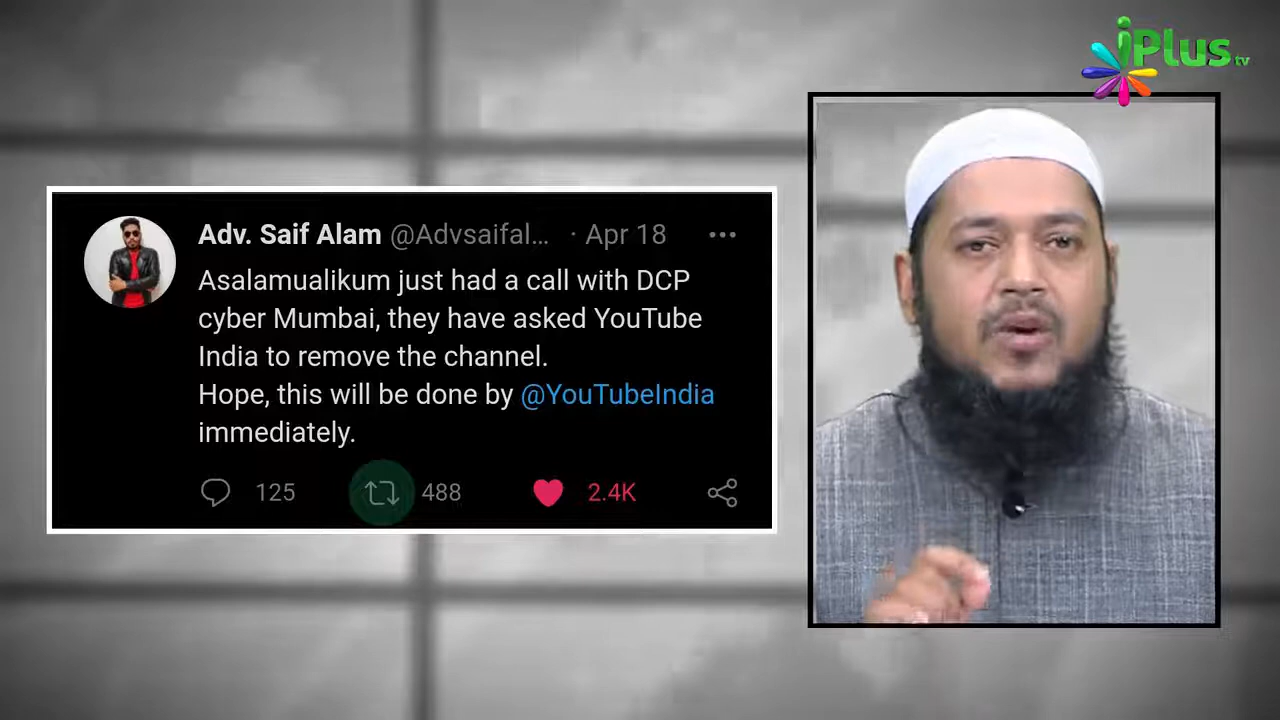 iPlus tv
Adv. Saif Alam @Advsaifal... · Apr 18
Asalamualikum just had a call with DCP
cyber Mumbai, they have asked YouTube
India to remove the channel.
Hope, this will be done by @YouTubeIndia
immediately.
125 488 2.4K